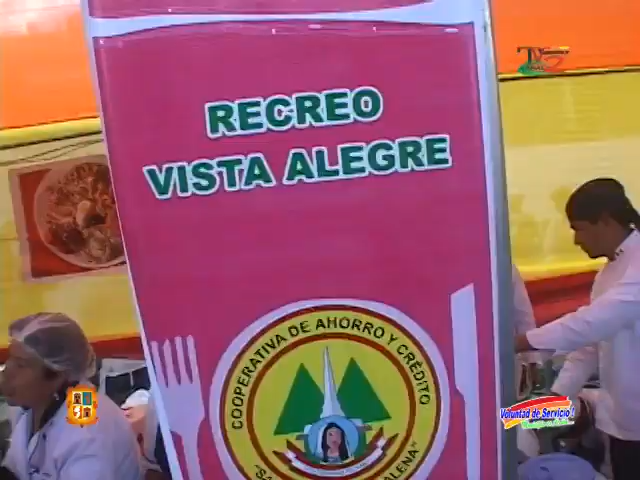 RECREO
VISTA ALEGRE
COOPERATIVA DE AHORRO Y CRÉDITO
Voluntad de Servicio !